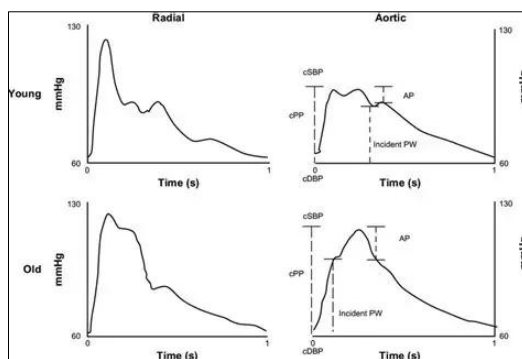 Radial
Aortic
130
130
Young
mmHg
cSBP
AP
cPP
Incident PW
60
60
cDBP
0
1
0
1
Time (s)
Time (s)
130
130
cSBP
AP
Old
mmHg
cPP
Incident PW
60
60
cDBP
0
1
0
1
Time (s)
Time (s)